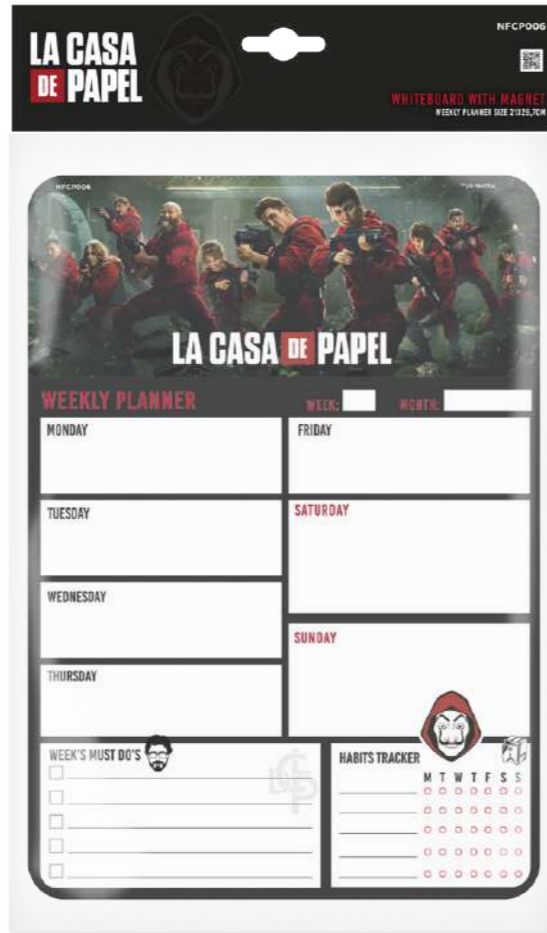 NFCP006
LA CASA
DE PAPEL
WHITEBOARD WITH MAGNET
WEEKLY PLANNER SIZE 21X29,7CM
NFCP006
LA CASA DE PAPEL
WEEKLY PLANNER
WEEK:
MONTH:
MONDAY
FRIDAY
TUESDAY
SATURDAY
WEDNESDAY
SUNDAY
THURSDAY
WEEK'S MUST DO'S
LCDP
HABITS TRACKER
M T W T F S S